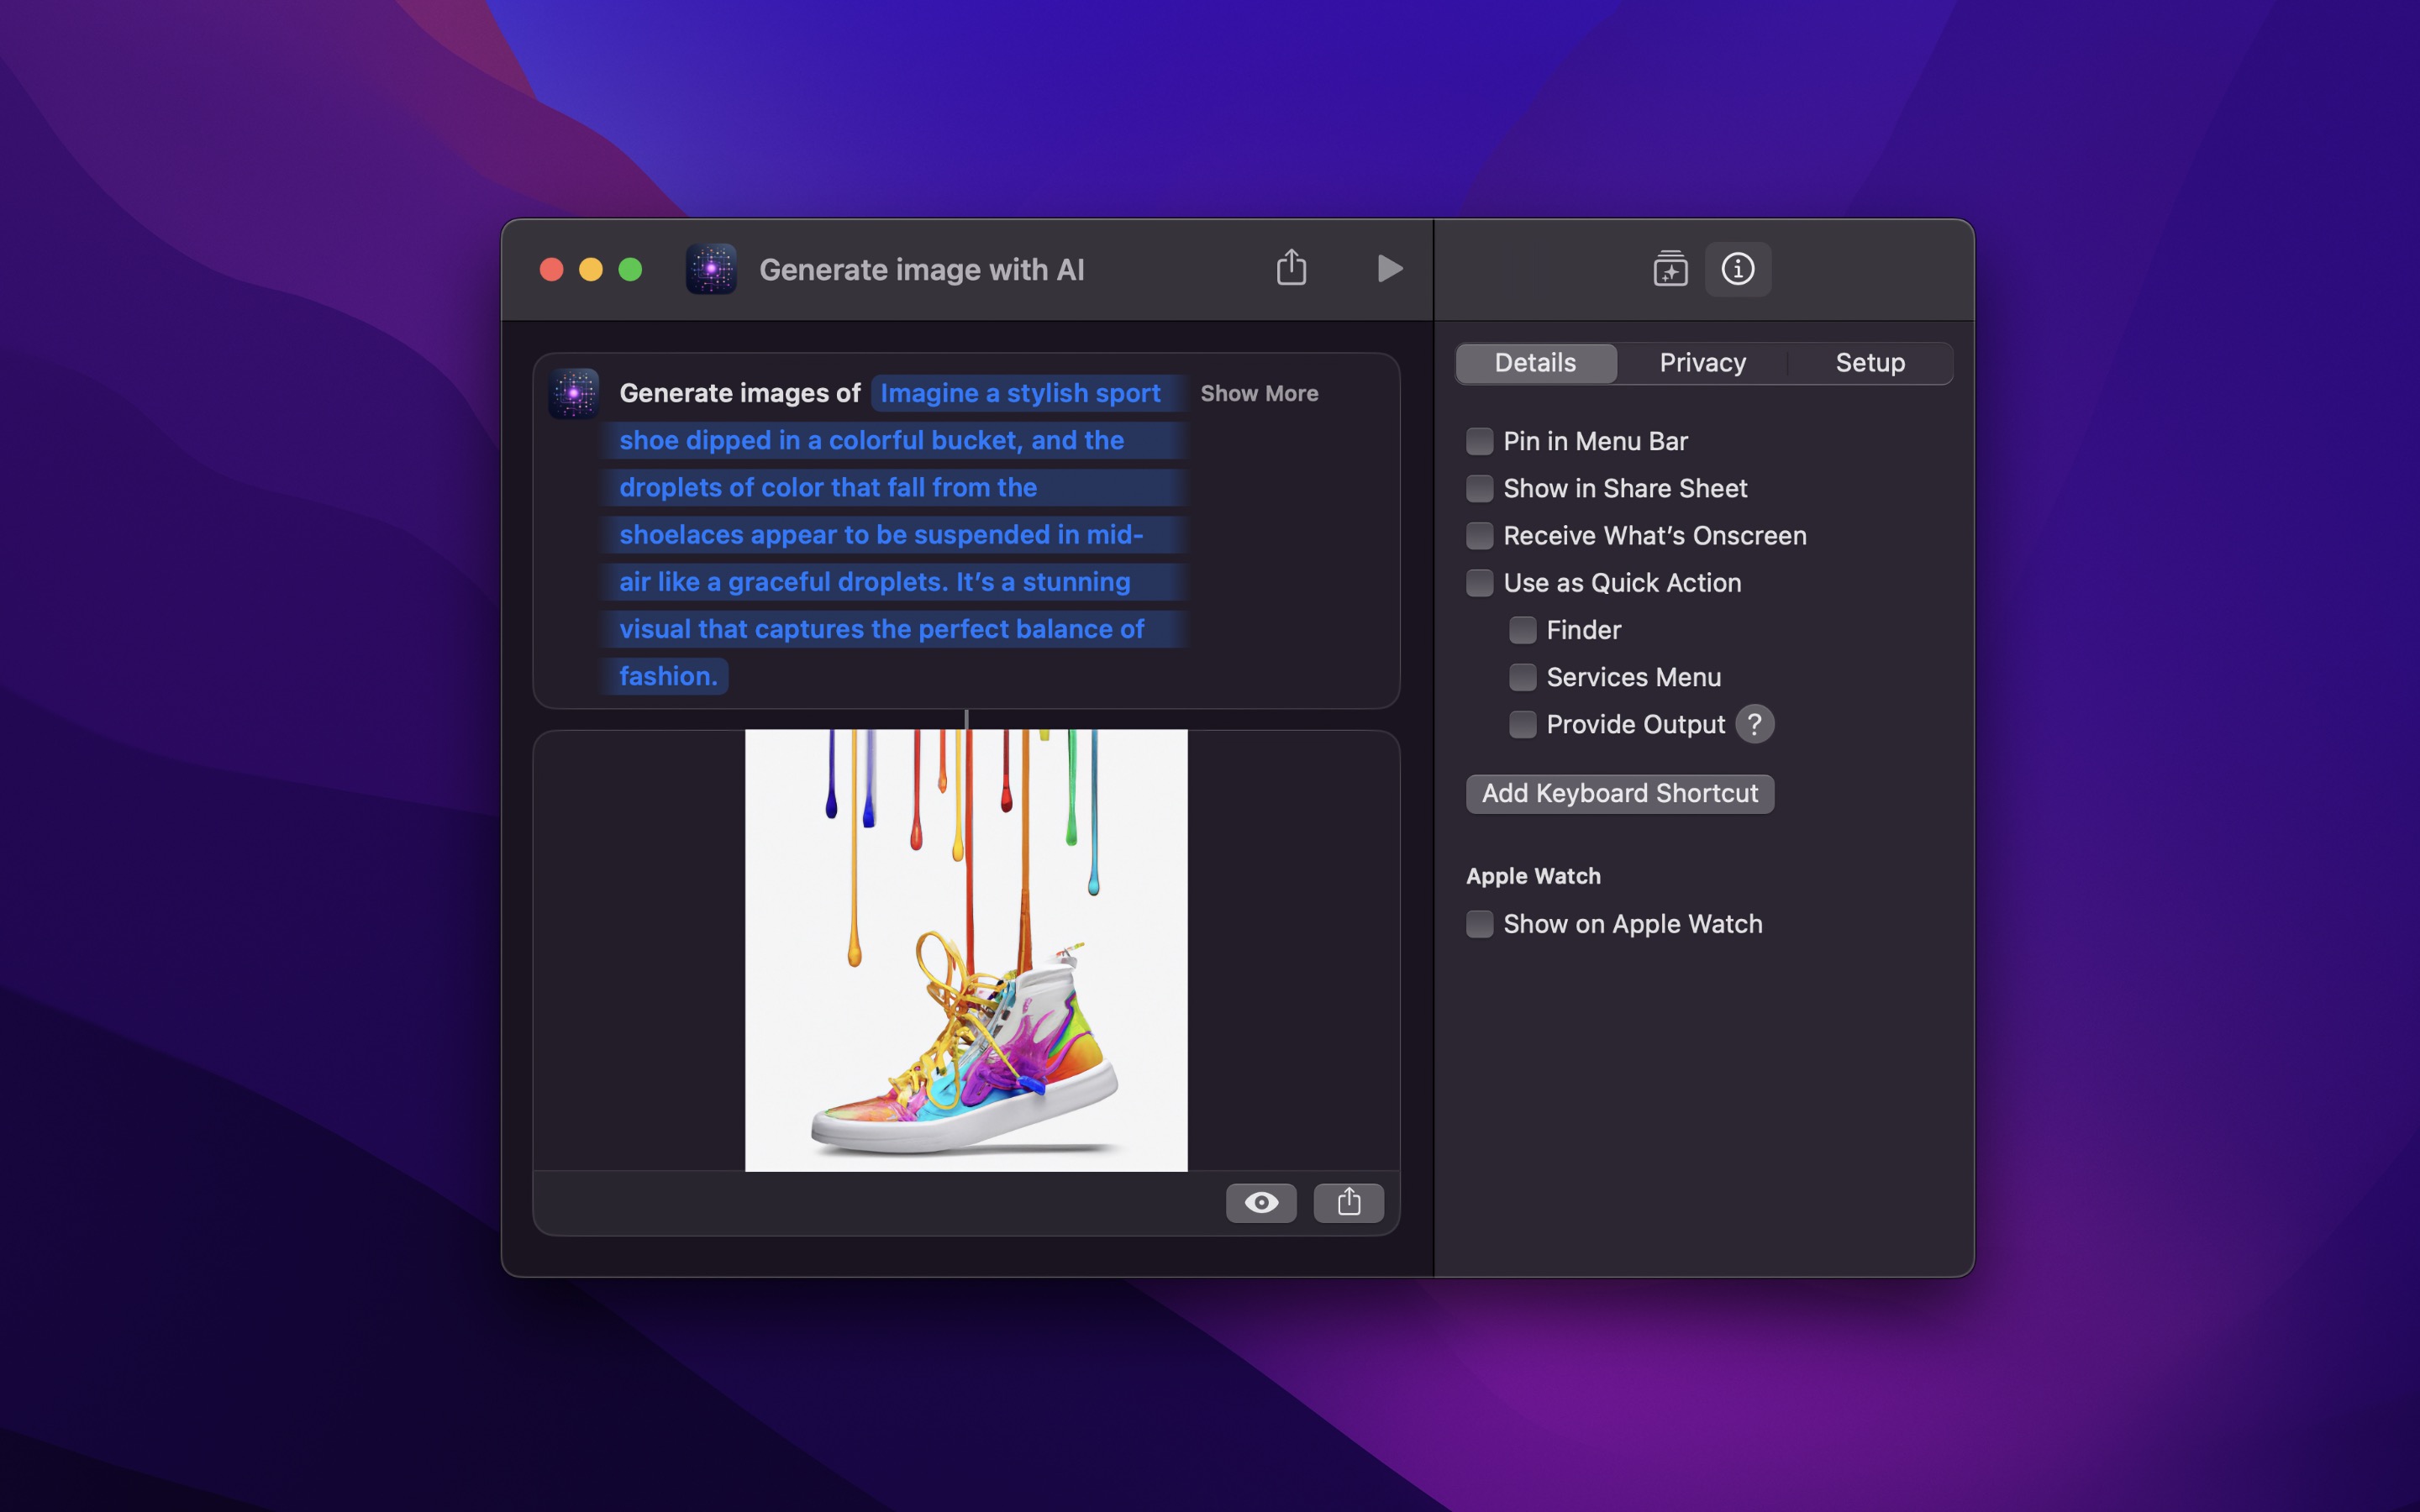 Generate image with AI
Generate images of Imagine a stylish sport Show More
shoe dipped in a colorful bucket, and the
droplets of color that fall from the
shoelaces appear to be suspended in mid-
air like a graceful droplets. It’s a stunning
visual that captures the perfect balance of
fashion.
Details Privacy Setup
Pin in Menu Bar
Show in Share Sheet
Receive What’s Onscreen
Use as Quick Action
Finder
Services Menu
Provide Output ?
Add Keyboard Shortcut
Apple Watch
Show on Apple Watch